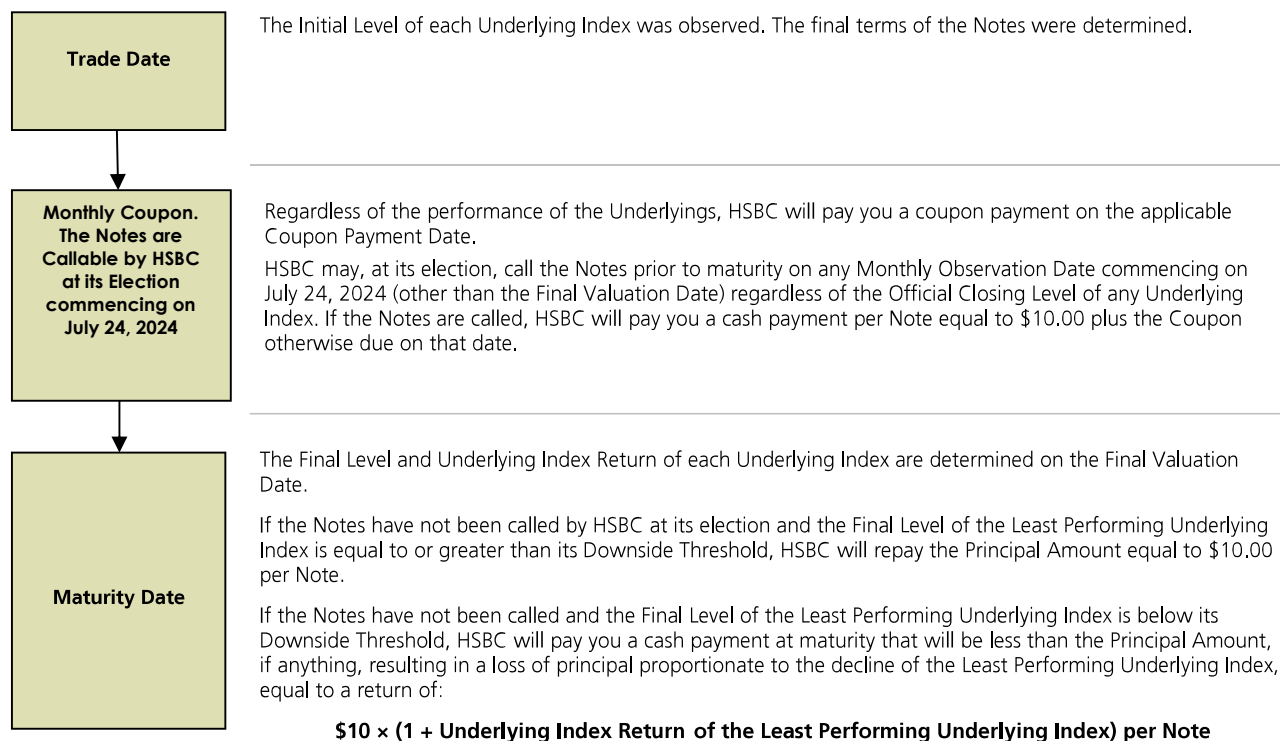 Trade Date
The Initial Level of each Underlying Index was observed. The final terms of the Notes were determined.
Monthly Coupon.
The Notes are
Callable by HSBC
at its Election
commencing on
July 24, 2024
Regardless of the performance of the Underlyings, HSBC will pay you a coupon payment on the applicable
Coupon Payment Date.
HSBC may, at its election, call the Notes prior to maturity on any Monthly Observation Date commencing on
July 24, 2024 (other than the Final Valuation Date) regardless of the Official Closing Level of any Underlying
Index. If the Notes are called, HSBC will pay you a cash payment per Note equal to $10.00 plus the Coupon
otherwise due on that date.
Maturity Date
The Final Level and Underlying Index Return of each Underlying Index are determined on the Final Valuation
Date.
If the Notes have not been called by HSBC at its election and the Final Level of the Least Performing Underlying
Index is equal to or greater than its Downside Threshold, HSBC will repay the Principal Amount equal to $10.00
per Note.
If the Notes have not been called and the Final Level of the Least Performing Underlying Index is below its
Downside Threshold, HSBC will pay you a cash payment at maturity that will be less than the Principal Amount,
if anything, resulting in a loss of principal proportionate to the decline of the Least Performing Underlying Index,
equal to a return of:
$10 × (1 + Underlying Index Return of the Least Performing Underlying Index) per Note